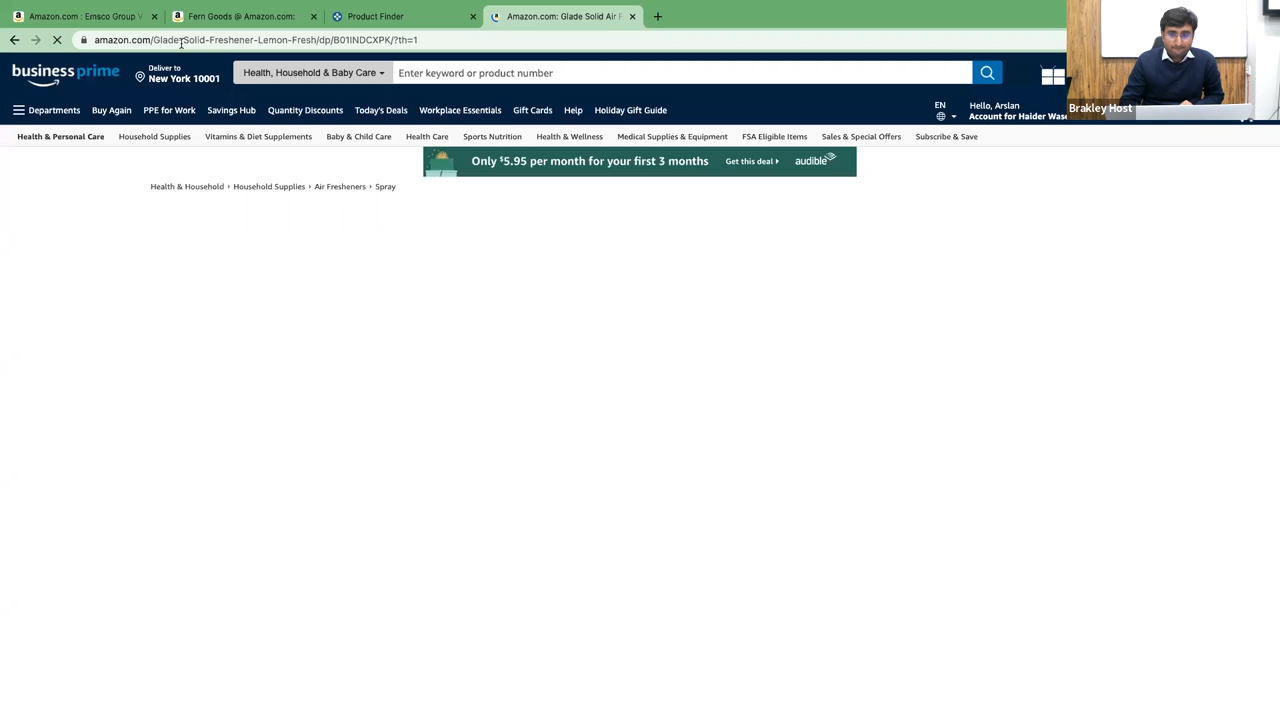 Amazon.com : Emsco Group V
Fern Goods @ Amazon.com:
Product Finder
Amazon.com: Glade Solid Air F
amazon.com/Glade-Solid-Freshener-Lemon-Fresh/dp/B01INDCXPK/?th=1
business prime
Deliver to
New York 10001
Health, Household & Baby Care
Enter keyword or product number
Brakley Host
Departments
Buy Again
PPE for Work
Savings Hub
Quantity Discounts
Today's Deals
Workplace Essentials
Gift Cards
Help
Holiday Gift Guide
EN
Hello, Arslan
Account for Haider Wase
Health & Personal Care
Household Supplies
Vitamins & Diet Supplements
Baby & Child Care
Health Care
Sports Nutrition
Health & Wellness
Medical Supplies & Equipment
FSA Eligible Items
Sales & Special Offers
Subscribe & Save
Only $5.95 per month for your first 3 months
Get this deal
audible
Health & Household › Household Supplies › Air Fresheners › Spray